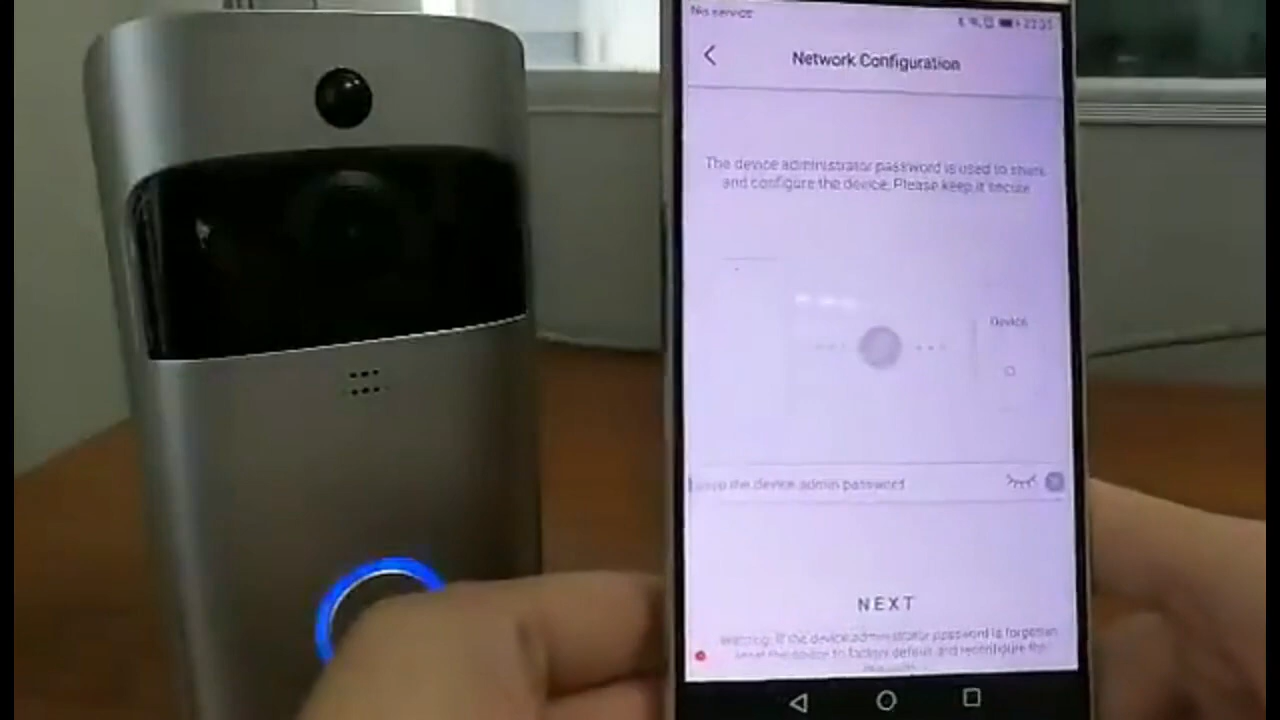 No service
22:35
Network Configuration
The device administrator password is used to share
and configure the device. Please keep it secure
Device
the device admin password
NEXT
Warning: If the device administrator password is forgotten
reset the device to factory default and reconfigure the